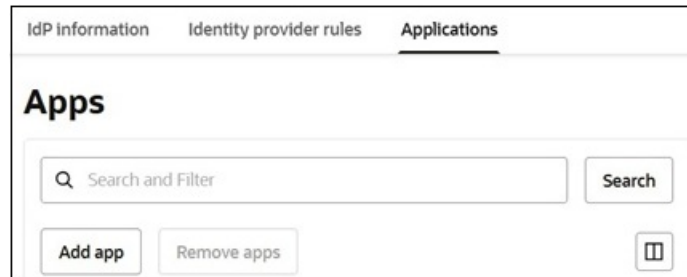 IdP information Identity provider rules Applications
Apps
Search and Filter Search
Add app Remove apps